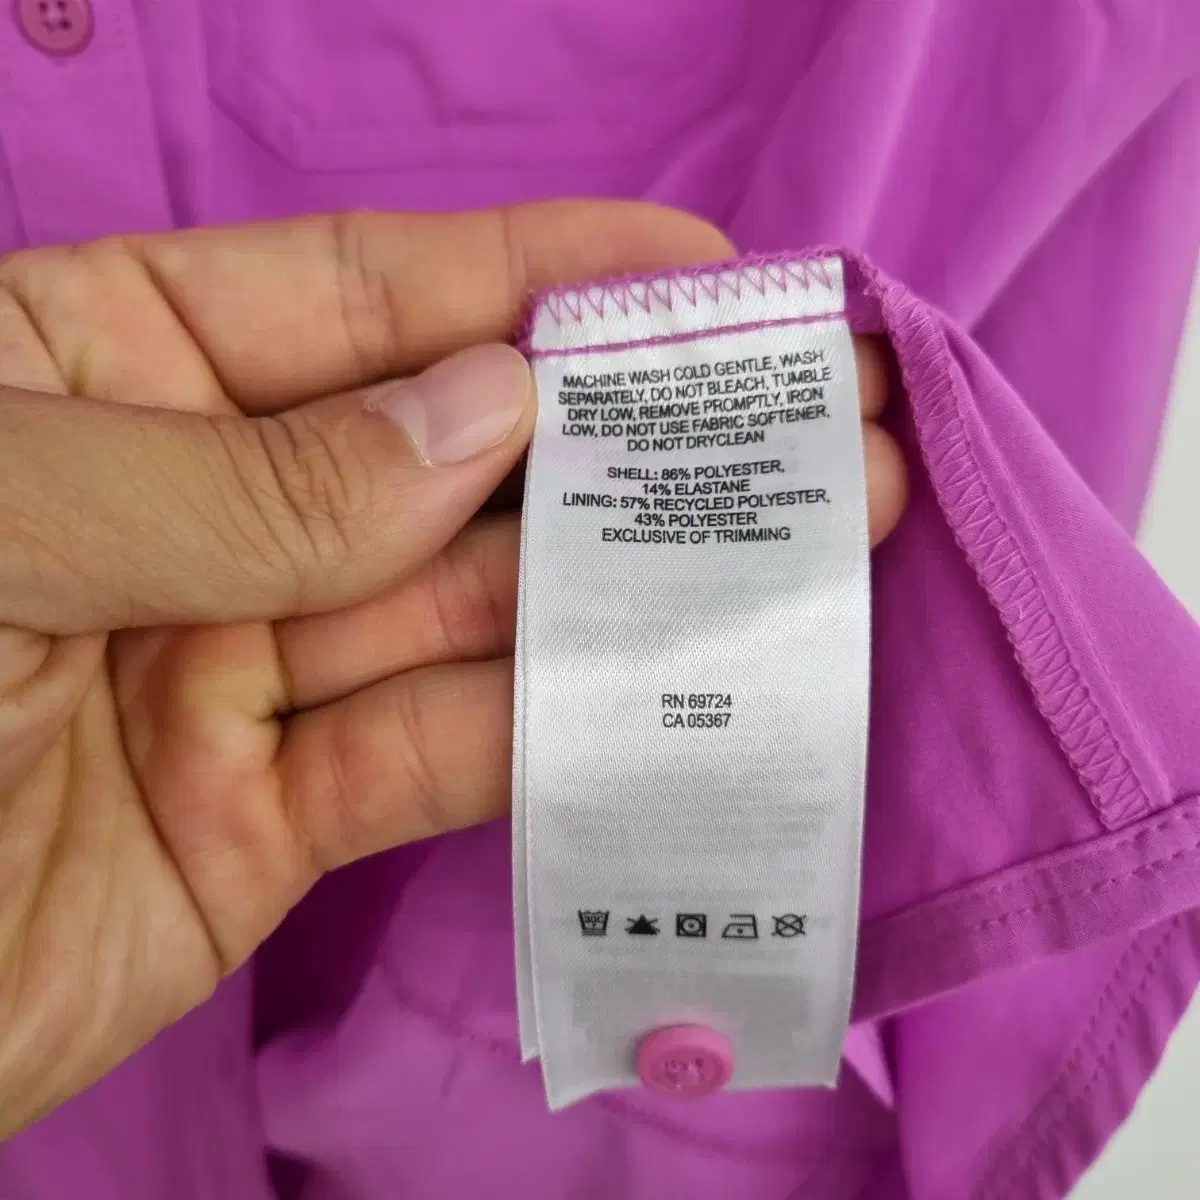 MACHINE WASH COLD GENTLE, WASH
SEPARATELY, DO NOT BLEACH, TUMBLE
DRY LOW, REMOVE PROMPTLY, IRON
LOW, DO NOT USE FABRIC SOFTENER,
DO NOT DRYCLEAN
SHELL: 86% POLYESTER,
14% ELASTANE
LINING: 57% RECYCLED POLYESTER,
43% POLYESTER
EXCLUSIVE OF TRIMMING
RN 69724
CA 05367
30C